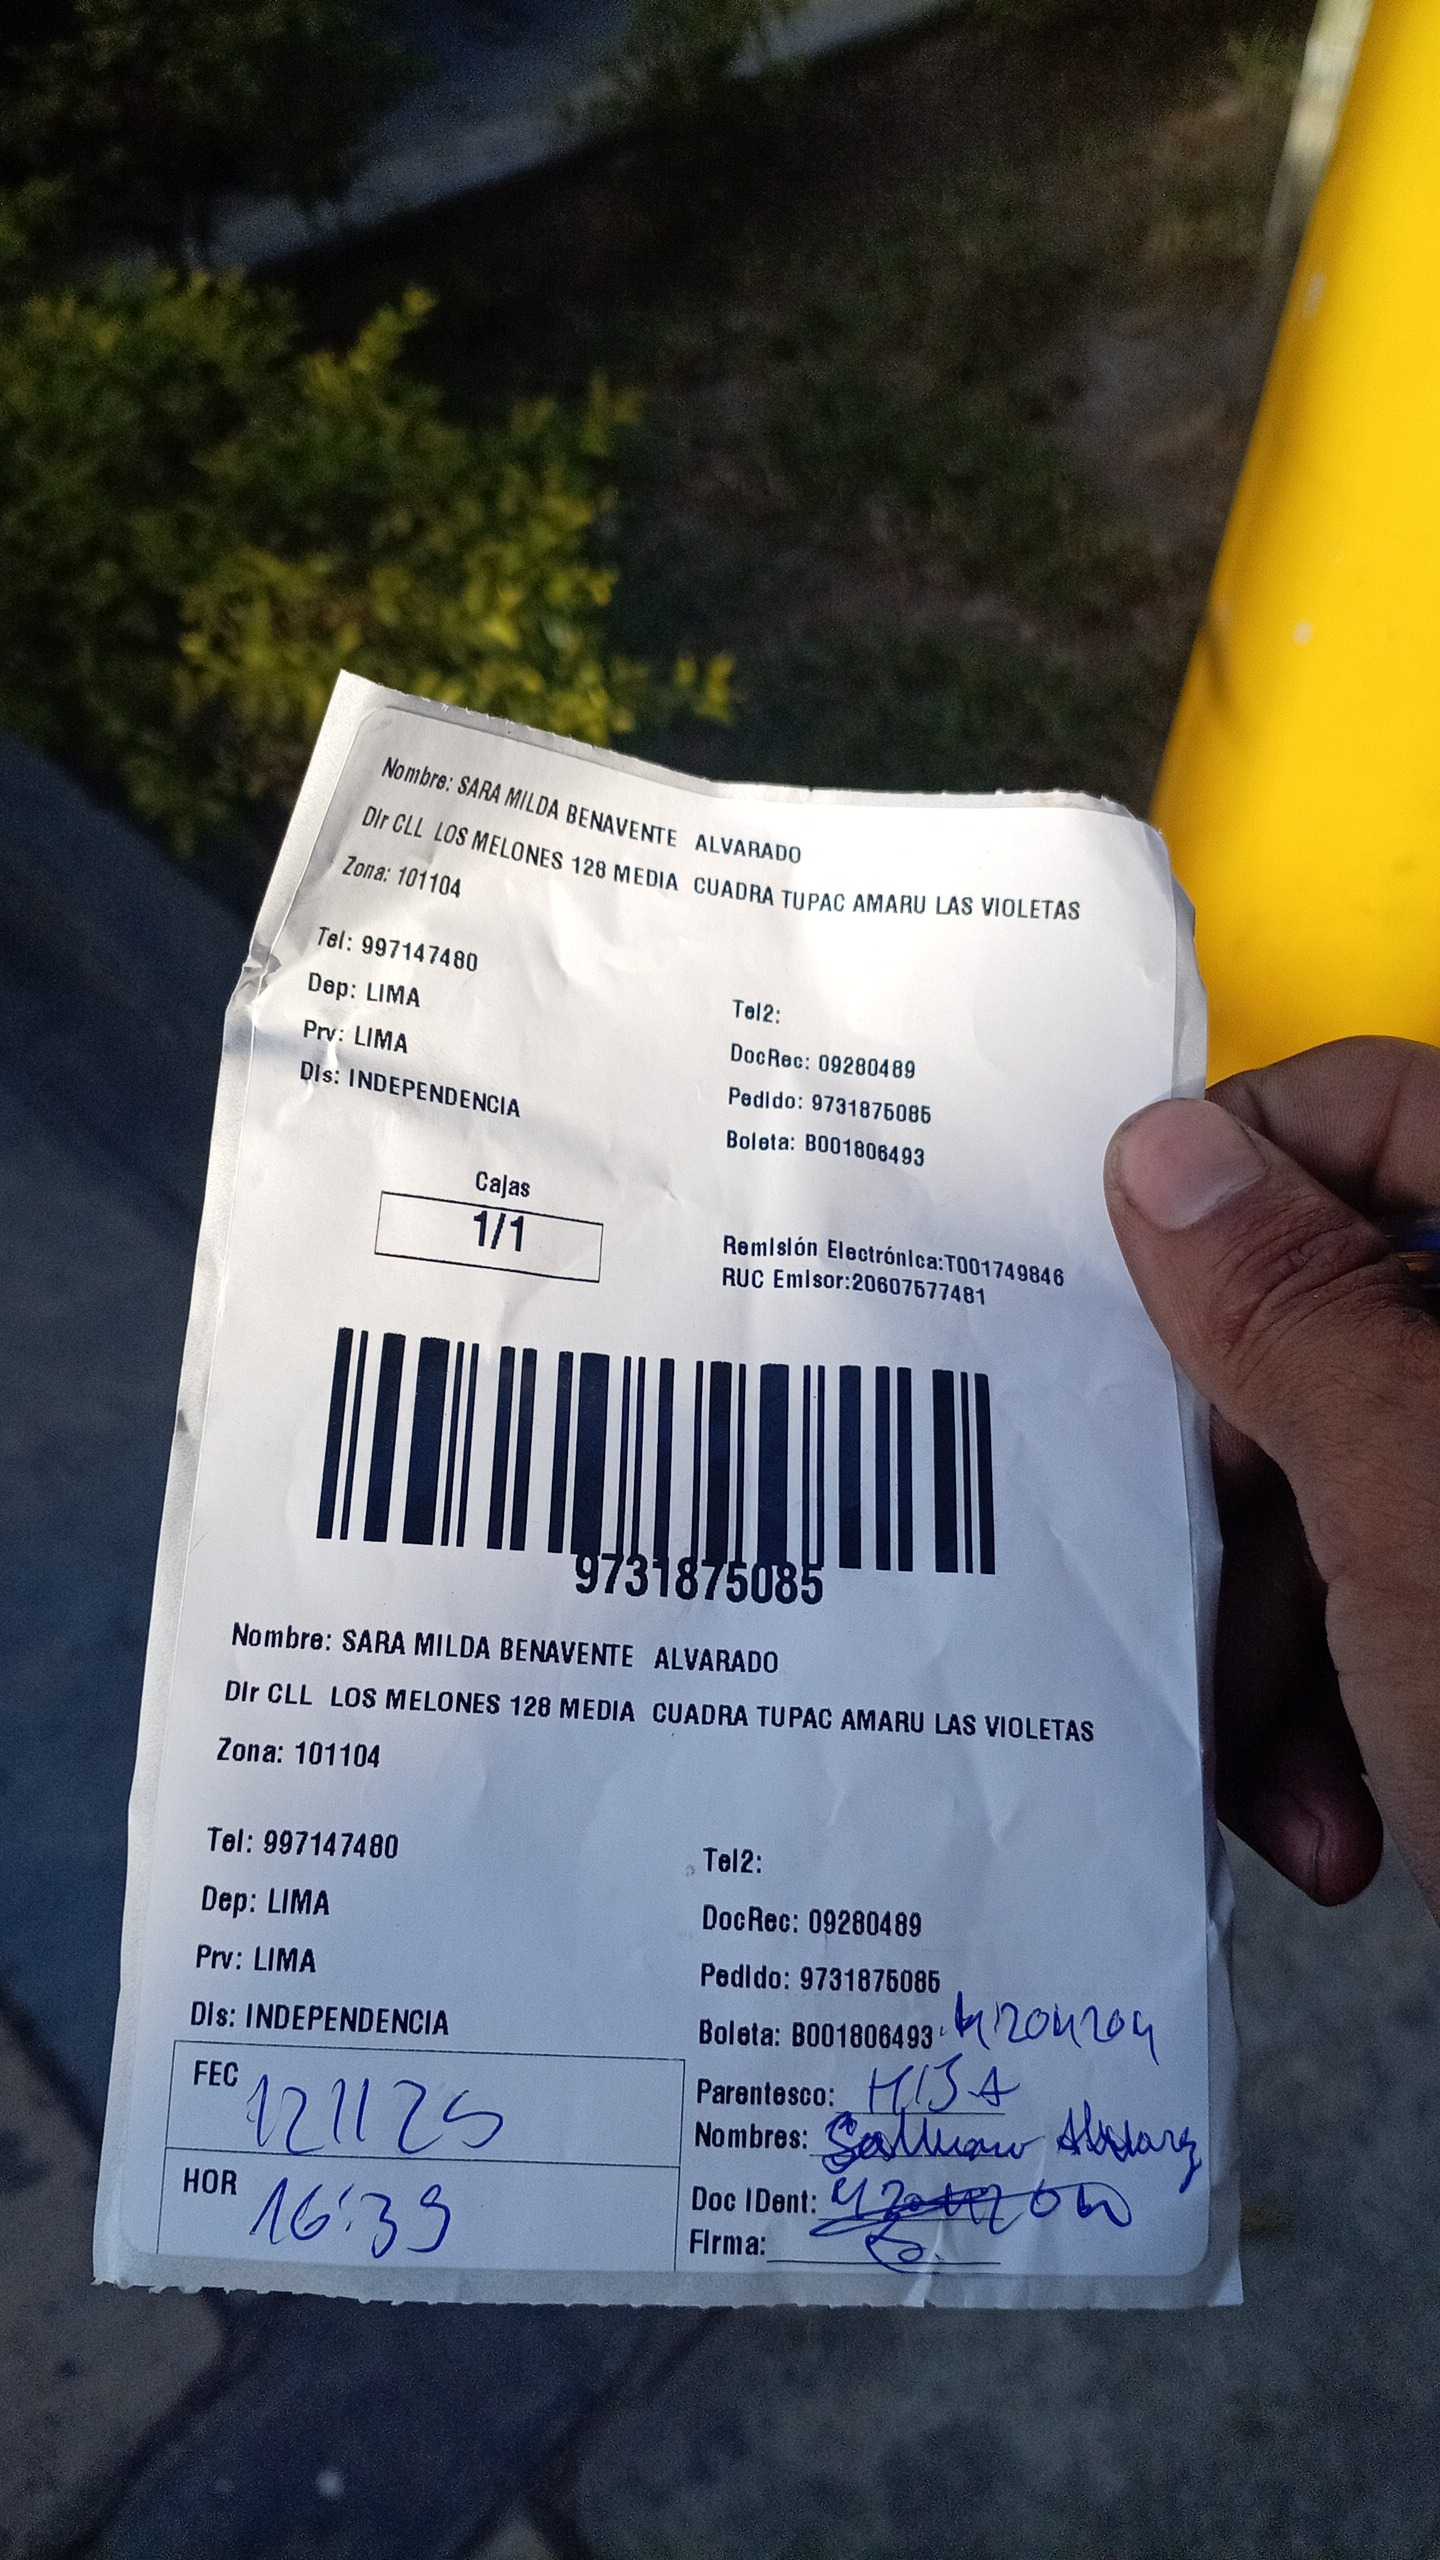 Nombre: SARA MILDA BENAVENTE ALVARADO
Dir CLL LOS MELONES 128 MEDIA CUADRA TUPAC AMARU LAS VIOLETAS
Zona: 101104
Tel: 997147480
Tel2:
Dep: LIMA
DocRec: 09280489
Prv: LIMA
Pedido: 9731875085
Dis: INDEPENDENCIA
Boleta: B001806493
Cajas
1/1
Remisión Electrónica:T001749846
RUC Emisor:20607577481
9731875085
Nombre: SARA MILDA BENAVENTE ALVARADO
Dir CLL LOS MELONES 128 MEDIA CUADRA TUPAC AMARU LAS VIOLETAS
Zona: 101104
Tel: 997147480
Tel2:
Dep: LIMA
DocRec: 09280489
Prv: LIMA
Pedido: 9731875085
Dis: INDEPENDENCIA
Boleta: B001806493
FEC 121125
Parentesco: HIJA
Nombres:
HOR 16:39
Doc IDent:
Firma: